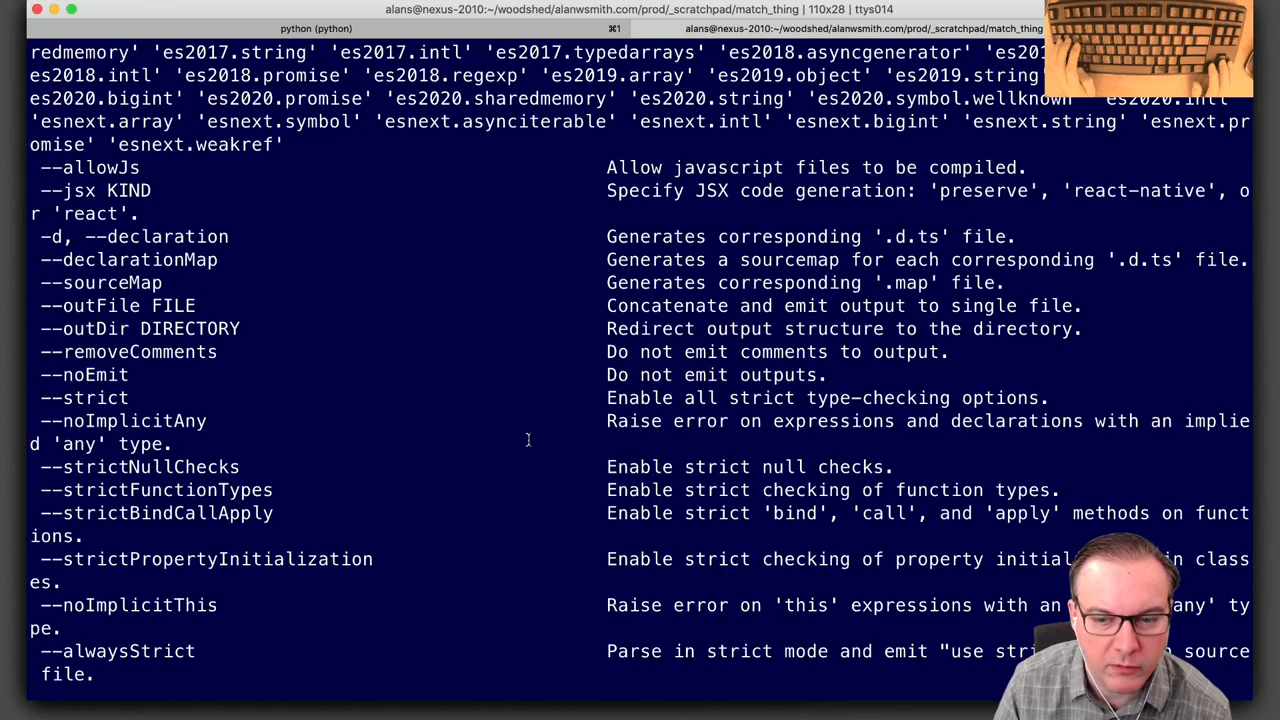 alans@nexus-2010:~/woodshed/alanwsmith.com/prod/_scratchpad/match_thing | 110x28 | ttys014
python (python) ⌘1 alans@nexus-2010:~/woodshed/alanwsmith.com/prod/_scratchpad/match_thing
redmemory' 'es2017.string' 'es2017.intl' 'es2017.typedarrays' 'es2018.asyncgenerator'
es2018.intl' 'es2018.promise' 'es2018.regexp' 'es2019.array' 'es2019.object' 'es2019.string'
es2020.bigint' 'es2020.promise' 'es2020.sharedmemory' 'es2020.string' 'es2020.symbol.wellknown' 'es2020.intl'
'esnext.array' 'esnext.symbol' 'esnext.asynciterable' 'esnext.intl' 'esnext.bigint' 'esnext.string' 'esnext.pr
omise' 'esnext.weakref'
--allowJs Allow javascript files to be compiled.
--jsx KIND Specify JSX code generation: 'preserve', 'react-native', o
r 'react'.
-d, --declaration Generates corresponding '.d.ts' file.
--declarationMap Generates a sourcemap for each corresponding '.d.ts' file.
--sourceMap Generates corresponding '.map' file.
--outFile FILE Concatenate and emit output to single file.
--outDir DIRECTORY Redirect output structure to the directory.
--removeComments Do not emit comments to output.
--noEmit Do not emit outputs.
--strict Enable all strict type-checking options.
--noImplicitAny Raise error on expressions and declarations with an implie
d 'any' type.
--strictNullChecks Enable strict null checks.
--strictFunctionTypes Enable strict checking of function types.
--strictBindCallApply Enable strict 'bind', 'call', and 'apply' methods on funct
ions.
--strictPropertyInitialization Enable strict checking of property initial in class
es.
--noImplicitThis Raise error on 'this' expressions with an any' ty
pe.
--alwaysStrict Parse in strict mode and emit "use stri source
file.